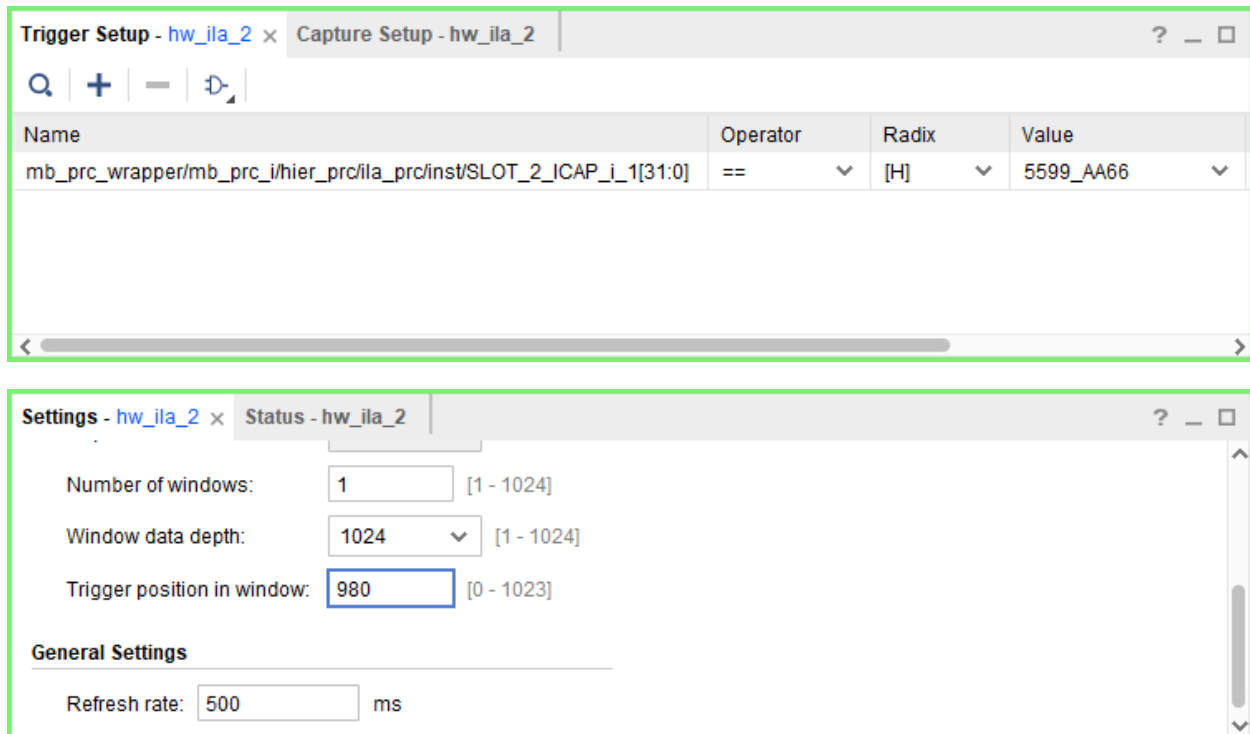 Trigger Setup - hw_ila_2 × Capture Setup - hw_ila_2 ? _ □
Name Operator Radix Value
mb_prc_wrapper/mb_prc_i/hier_prc/ila_prc/inst/SLOT_2_ICAP_i_1[31:0] == [H] 5599_AA66
Settings - hw_ila_2 × Status - hw_ila_2 ? _ □
Number of windows: 1 [1 - 1024]
Window data depth: 1024 [1 - 1024]
Trigger position in window: 980 [0 - 1023]
General Settings
Refresh rate: 500 ms